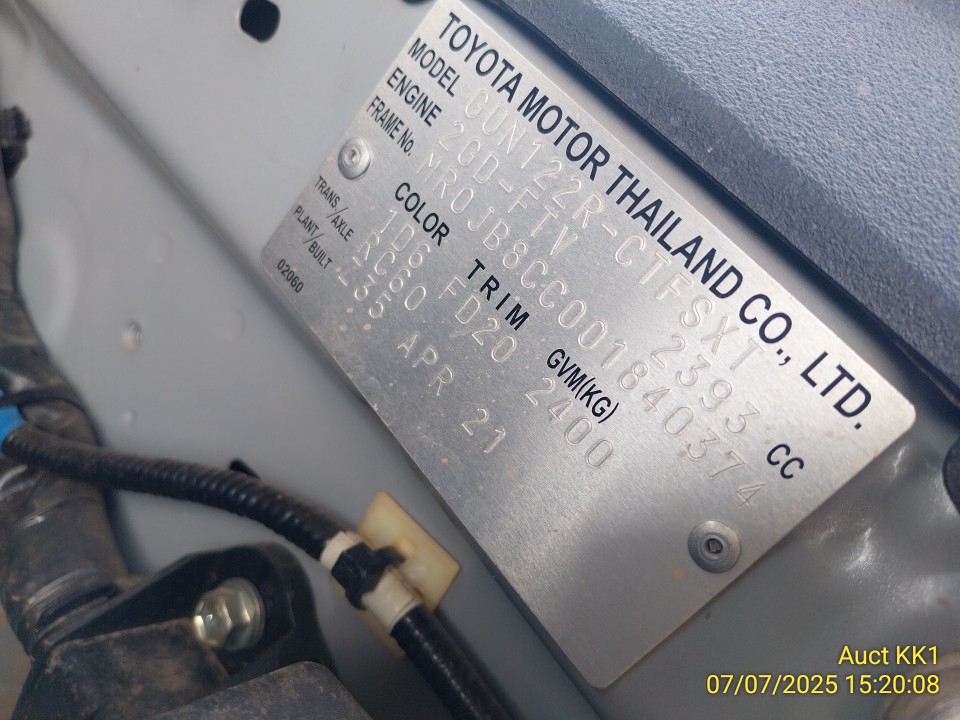 TOYOTA MOTOR THAILAND CO., LTD.
MODEL GUN122R-CTFSXT
ENGINE 2GD-FTV 2393 CC
FRAME No. MR0JB8CC001840374
COLOR TRIM GVM(KG)
1D6 FD20 2400
TRANS/AXLE RC60
PLANT/BUILT Z35 APR 21
02060
Auct KK1
07/07/2025 15:20:08